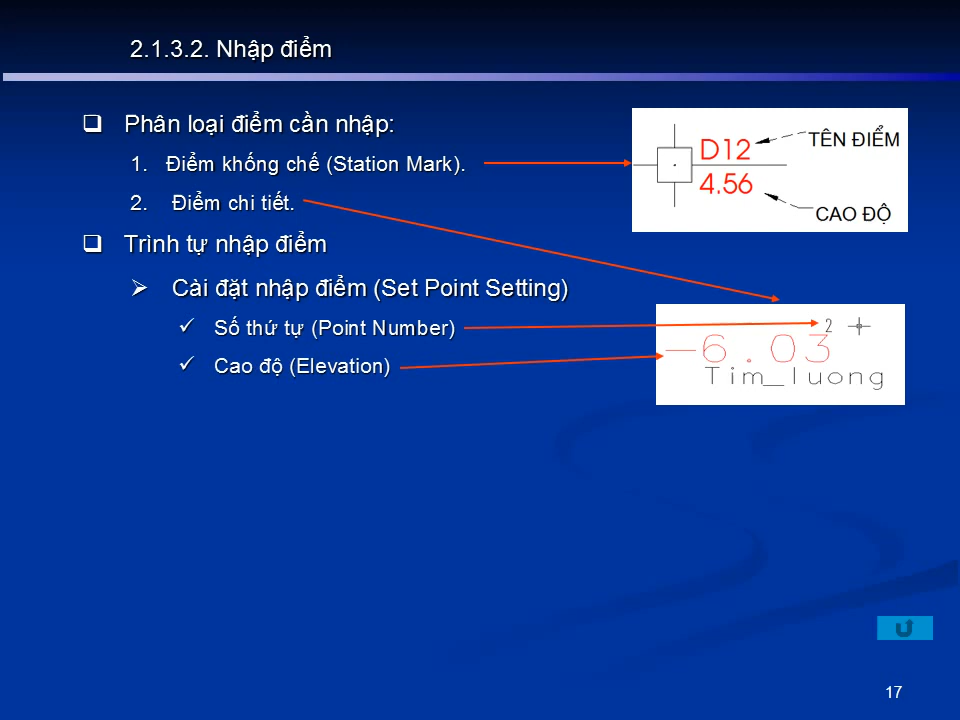 2.1.3.2. Nhập điểm
Phân loại điểm cần nhập:
1. Điểm khống chế (Station Mark).
2. Điểm chi tiết.
Trình tự nhập điểm
Cài đặt nhập điểm (Set Point Setting)
Số thứ tự (Point Number)
Cao độ (Elevation)
D12
TÊN ĐIỂM
4.56
CAO ĐỘ
2
-6.03
Tim_luong
17